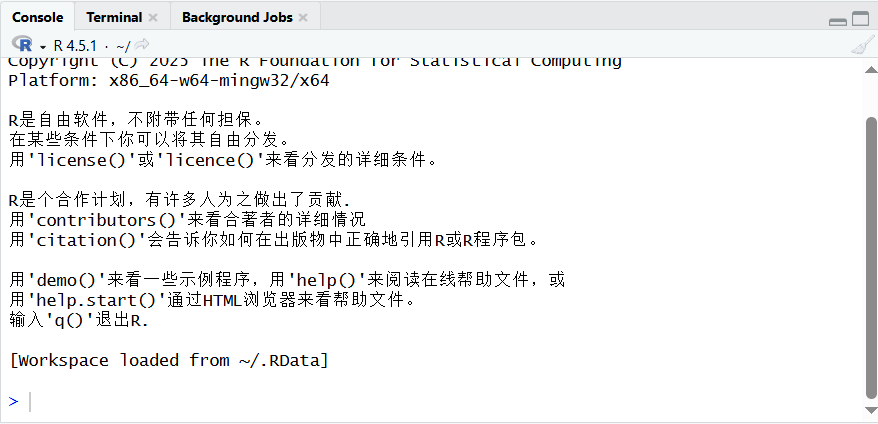 Console Terminal Background Jobs
R R 4.5.1 · ~/
Copyright (C) 2025 The R Foundation for Statistical Computing
Platform: x86_64-w64-mingw32/x64
R是自由软件，不附带任何担保。
在某些条件下你可以将其自由分发。
用'license()'或'licence()'来看分发的详细条件。
R是个合作计划，有许多人为之做出了贡献.
用'contributors()'来看合著者的详细情况
用'citation()'会告诉你如何在出版物中正确地引用R或R程序包。
用'demo()'来看一些示例程序，用'help()'来阅读在线帮助文件，或
用'help.start()'通过HTML浏览器来看帮助文件。
输入'q()'退出R.
[Workspace loaded from ~/.RData]
>